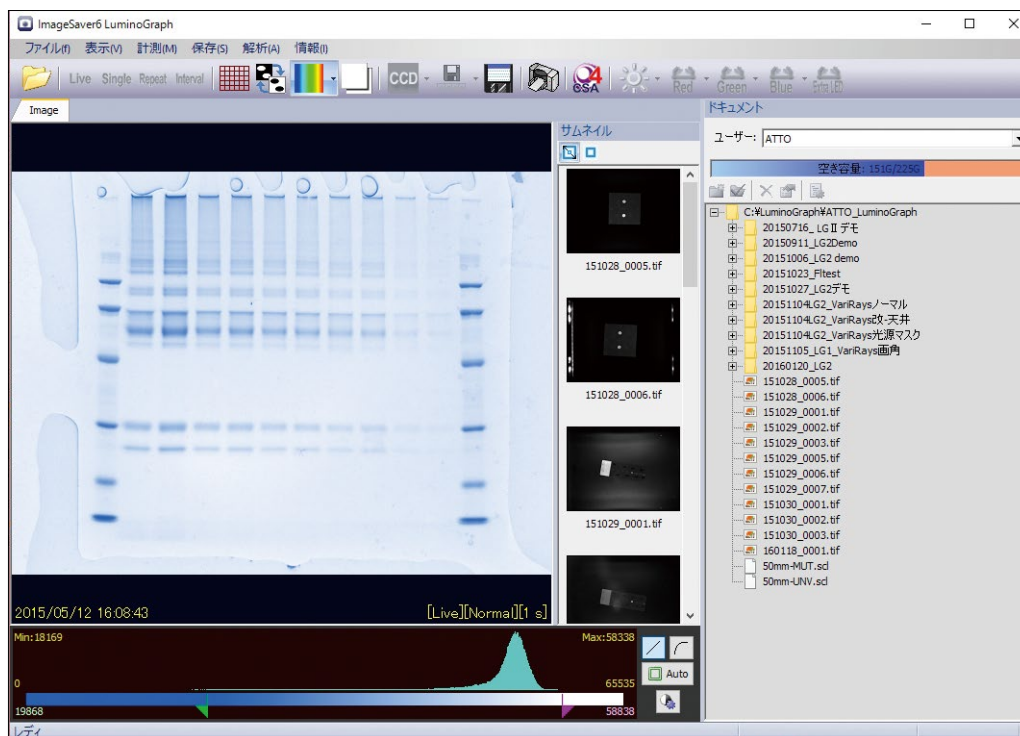 ImageSaver6 LuminoGraph
ファイル(f) 表示(V) 計測(M) 保存(S) 解析(A) 情報(I)
Live Single Repeat Interval
CCD
CSA4
Red Green Blue
Image
サムネイル
151028_0005.tif
151028_0006.tif
151029_0001.tif
2015/05/12 16:08:43
[Live][Normal][1 s]
Min:18169
Max:58338
0
65535
19868
58838
Auto
レディ
ドキュメント
ユーザー: ATTO
空き容量: 151G/225G
C:¥LuminoGraph¥ATTO_LuminoGraph
20150716_ LGⅡデモ
20150911_LG2Demo
20151006_LG2 demo
20151023_Fltest
20151027_LG2デモ
20151104LG2_VariRaysノーマル
20151104LG2_VariRays改-天井
20151104LG2_VariRays光源マスク
20151105_LG1_VariRays画角
20160120_LG2
151028_0005.tif
151028_0006.tif
151029_0001.tif
151029_0002.tif
151029_0003.tif
151029_0005.tif
151029_0006.tif
151029_0007.tif
151030_0001.tif
151030_0002.tif
151030_0003.tif
160118_0001.tif
50mm-MUT.scl
50mm-UNV.scl